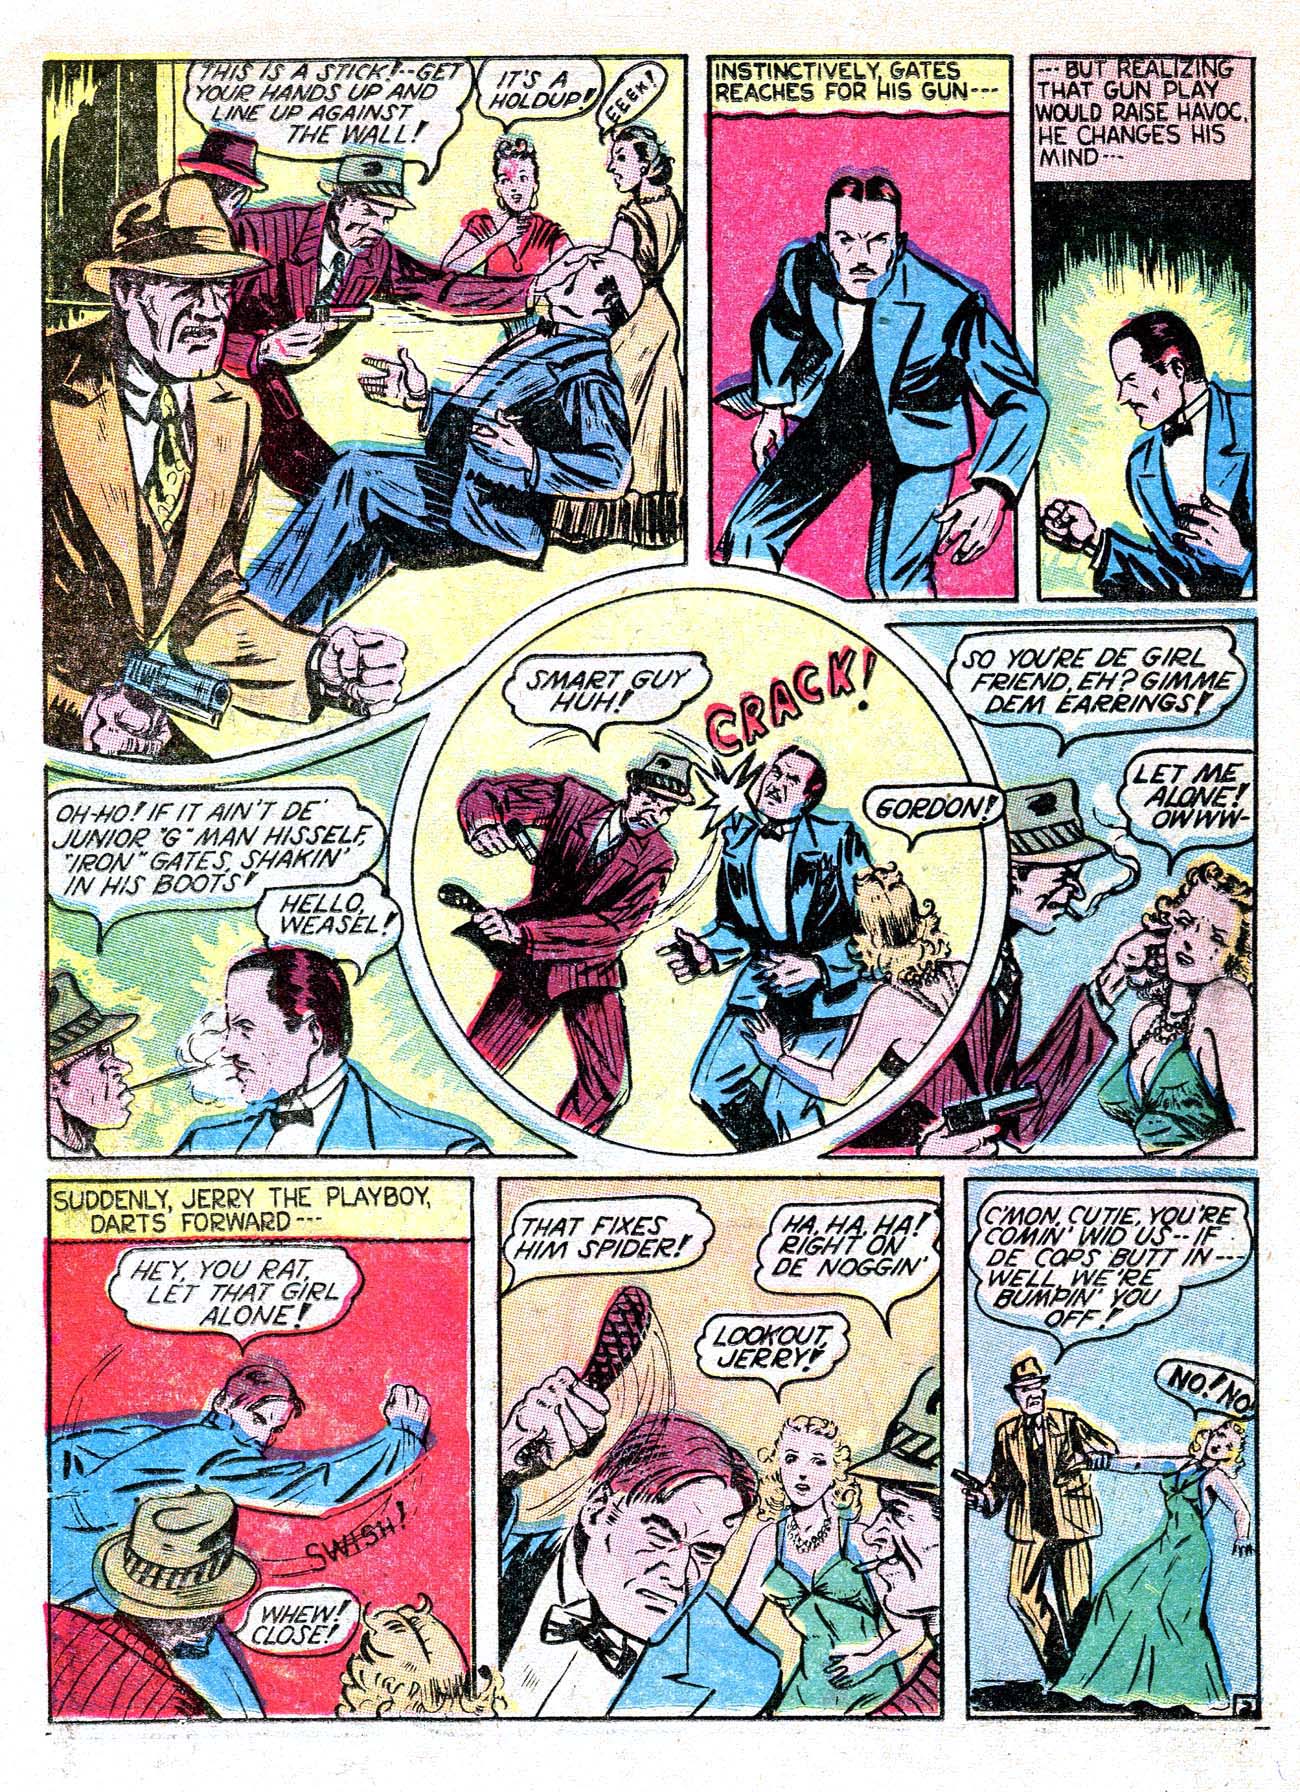 THIS IS A STICK!--GET
YOUR HANDS UP AND
LINE UP AGAINST
THE WALL!
IT'S A
HOLDUP!
EEEK!
INSTINCTIVELY, GATES
REACHES FOR HIS GUN---
--- BUT REALIZING
THAT GUN PLAY
WOULD RAISE HAVOC,
HE CHANGES HIS
MIND---
OH-HO! IF IT AIN'T DE'
JUNIOR "G" MAN HISSELF,
"IRON" GATES, SHAKIN'
IN HIS BOOTS!
HELLO,
WEASEL!
SMART GUY
HUH!
CRACK!
GORDON!
SO YOU'RE DE GIRL
FRIEND, EH? GIMME
DEM EARRINGS!
LET ME
ALONE!
OWWW-
SUDDENLY, JERRY THE PLAYBOY,
DARTS FORWARD---
HEY, YOU RAT,
LET THAT GIRL
ALONE!
SWISH!
WHEW!
CLOSE!
THAT FIXES
HIM SPIDER!
HA, HA, HA!
RIGHT ON
DE NOGGIN'
LOOKOUT,
JERRY!
C'MON, CUTIE, YOU'RE
COMIN' WID US-- IF
DE COPS BUTT IN---
WELL, WE'RE
BUMPIN' YOU
OFF!
NO! NO